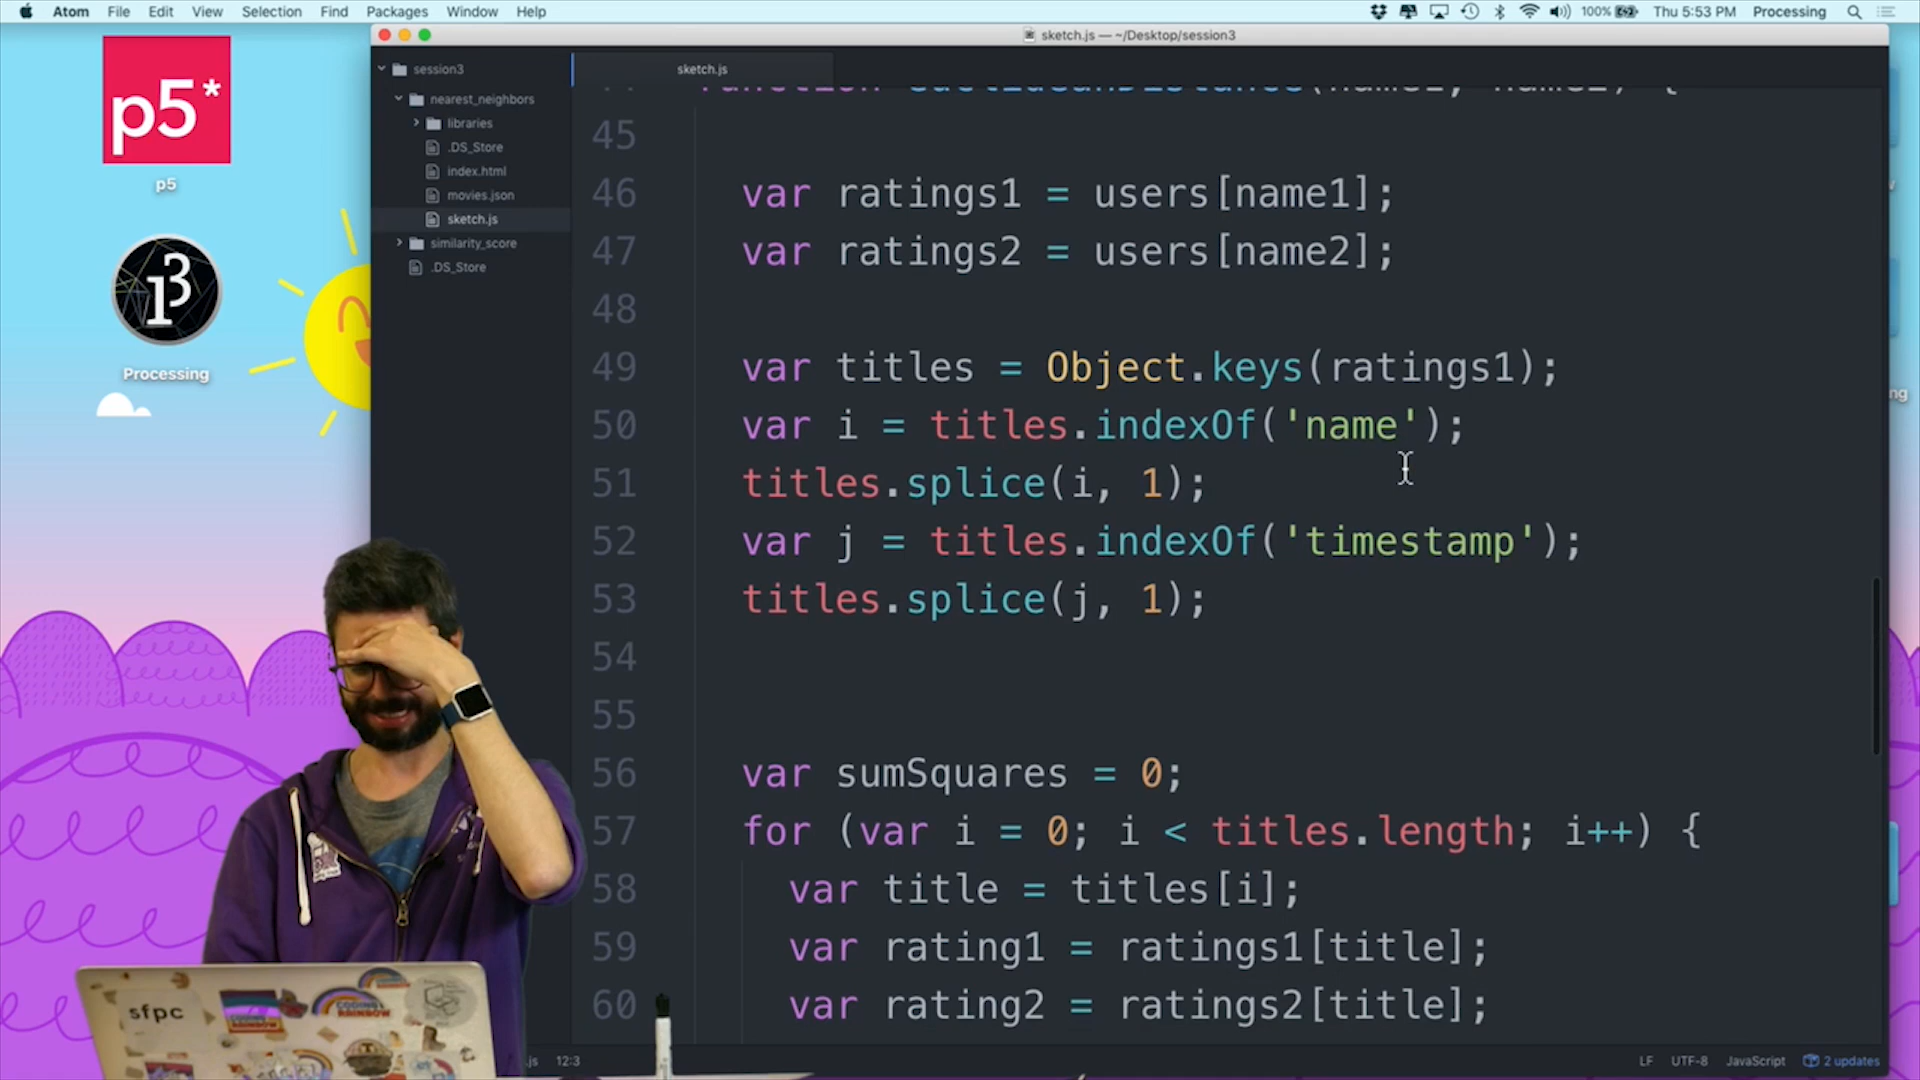 Atom File Edit View Selection Find Packages Window Help
100% Thu 5:53 PM Processing
sketch.js — ~/Desktop/session3
p5*
p5
Processing
session3
nearest_neighbors
libraries
.DS_Store
index.html
movies.json
sketch.js
similarity_score
.DS_Store
sketch.js
45
46 var ratings1 = users[name1];
47 var ratings2 = users[name2];
48
49 var titles = Object.keys(ratings1);
50 var i = titles.indexOf('name');
51 titles.splice(i, 1);
52 var j = titles.indexOf('timestamp');
53 titles.splice(j, 1);
54
55
56 var sumSquares = 0;
57 for (var i = 0; i < titles.length; i++) {
58 var title = titles[i];
59 var rating1 = ratings1[title];
60 var rating2 = ratings2[title];
sfpc
CODING
RAINBOW
12:3
LF UTF-8 JavaScript 2 updates